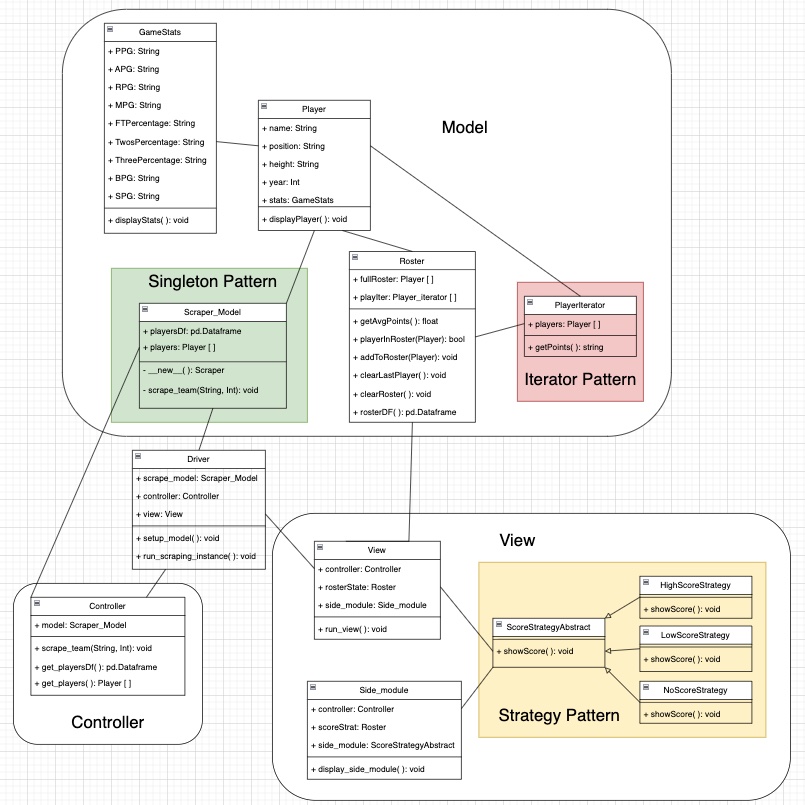 GameStats
+ PPG: String
+ APG: String
+ RPG: String
+ MPG: String
+ FTPercentage: String
+ TwosPercentage: String
+ ThreePercentage: String
+ BPG: String
+ SPG: String
+ displayStats( ): void
Player
+ name: String
+ position: String
+ height: String
+ year: Int
+ stats: GameStats
+ displayPlayer( ): void
Model
Singleton Pattern
Scraper_Model
+ playersDf: pd.Dataframe
+ players: Player [ ]
- __new__( ): Scraper
- scrape_team(String, Int): void
Roster
+ fullRoster: Player [ ]
+ playIter: Player_iterator [ ]
+ getAvgPoints( ): float
+ playerInRoster(Player): bool
+ addToRoster(Player): void
+ clearLastPlayer( ): void
+ clearRoster( ): void
+ rosterDF( ): pd.Dataframe
PlayerIterator
+ players: Player [ ]
+ getPoints( ): string
Iterator Pattern
Driver
+ scrape_model: Scraper_Model
+ controller: Controller
+ view: View
+ setup_model( ): void
+ run_scraping_instance( ): void
Controller
+ model: Scraper_Model
+ scrape_team(String, Int): void
+ get_playersDf( ): pd.Dataframe
+ get_players( ): Player [ ]
Controller
View
View
+ controller: Controller
+ rosterState: Roster
+ side_module: Side_module
+ run_view( ): void
Side_module
+ controller: Controller
+ scoreStrat: Roster
+ side_module: ScoreStrategyAbstract
+ display_side_module( ): void
ScoreStrategyAbstract
+ showScore( ): void
HighScoreStrategy
+ showScore( ): void
LowScoreStrategy
+ showScore( ): void
NoScoreStrategy
+ showScore( ): void
Strategy Pattern